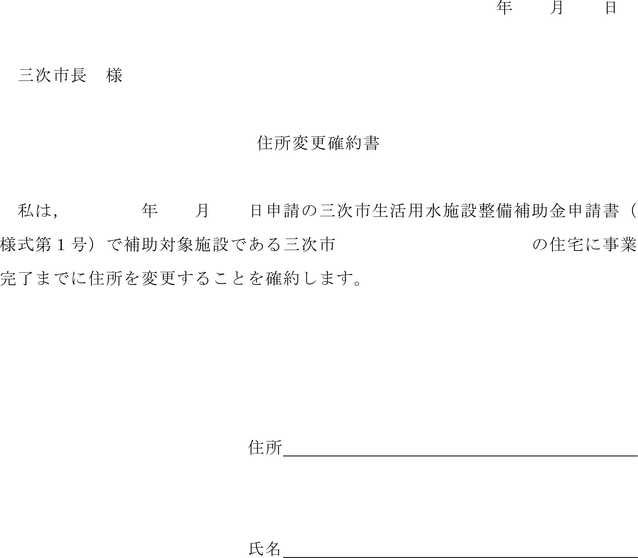 年　　月　　日
三次市長　様
住所変更確約書
私は，　　　　　年　　月　　日申請の三次市生活用水施設整備補助金申請書（
様式第１号）で補助対象施設である三次市　　　　　　　　　　　の住宅に事業
完了までに住所を変更することを確約します。
住所
氏名